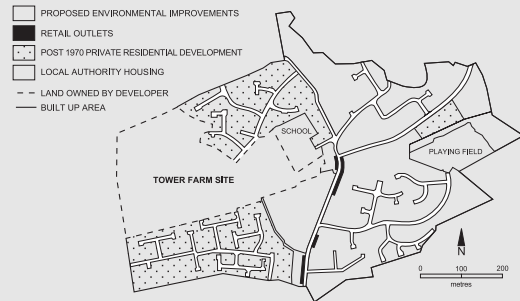 PROPOSED ENVIRONMENTAL IMPROVEMENTS
RETAIL OUTLETS
POST 1970 PRIVATE RESIDENTIAL DEVELOPMENT
LOCAL AUTHORITY HOUSING
LAND OWNED BY DEVELOPER
BUILT UP AREA
SCHOOL
PLAYING FIELD
TOWER FARM SITE
N
0 100 200
metres